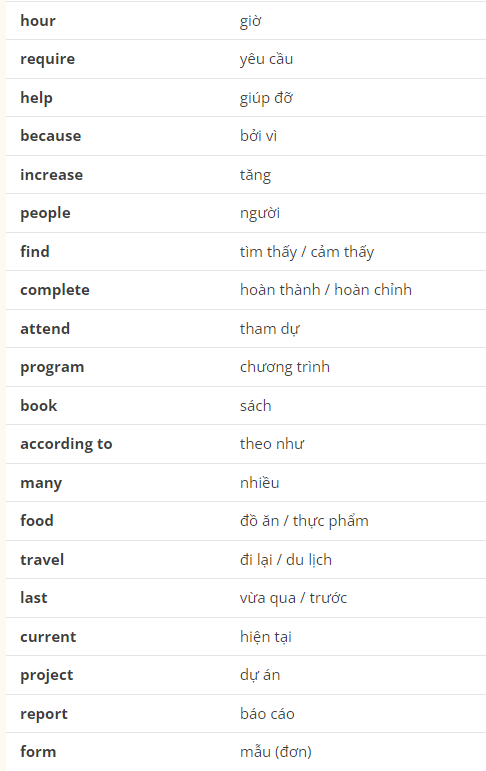 hour giờ
require yêu cầu
help giúp đỡ
because bởi vì
increase tăng
people người
find tìm thấy / cảm thấy
complete hoàn thành / hoàn chỉnh
attend tham dự
program chương trình
book sách
according to theo như
many nhiều
food đồ ăn / thực phẩm
travel đi lại / du lịch
last vừa qua / trước
current hiện tại
project dự án
report báo cáo
form mẫu (đơn)